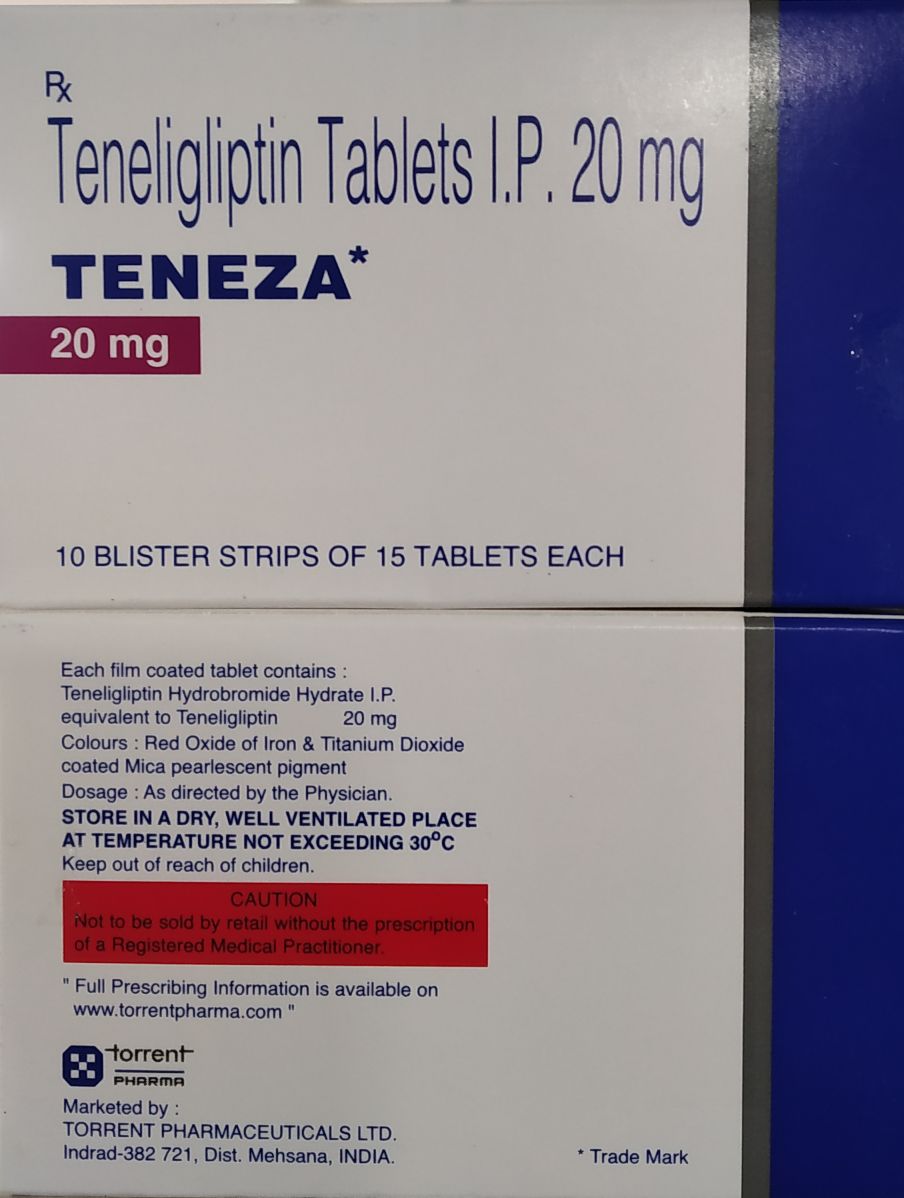 Rx
Teneligliptin Tablets I.P. 20 mg
TENEZA*
20 mg
10 BLISTER STRIPS OF 15 TABLETS EACH
Each film coated tablet contains :
Teneligliptin Hydrobromide Hydrate I.P.
equivalent to Teneligliptin 20 mg
Colours : Red Oxide of Iron & Titanium Dioxide
coated Mica pearlescent pigment
Dosage : As directed by the Physician.
STORE IN A DRY, WELL VENTILATED PLACE
AT TEMPERATURE NOT EXCEEDING 30°C
Keep out of reach of children.
CAUTION
Not to be sold by retail without the prescription
of a Registered Medical Practitioner.
" Full Prescribing Information is available on
www.torrentpharma.com "
torrent
PHARMA
Marketed by :
TORRENT PHARMACEUTICALS LTD.
Indrad-382 721, Dist. Mehsana, INDIA.
* Trade Mark